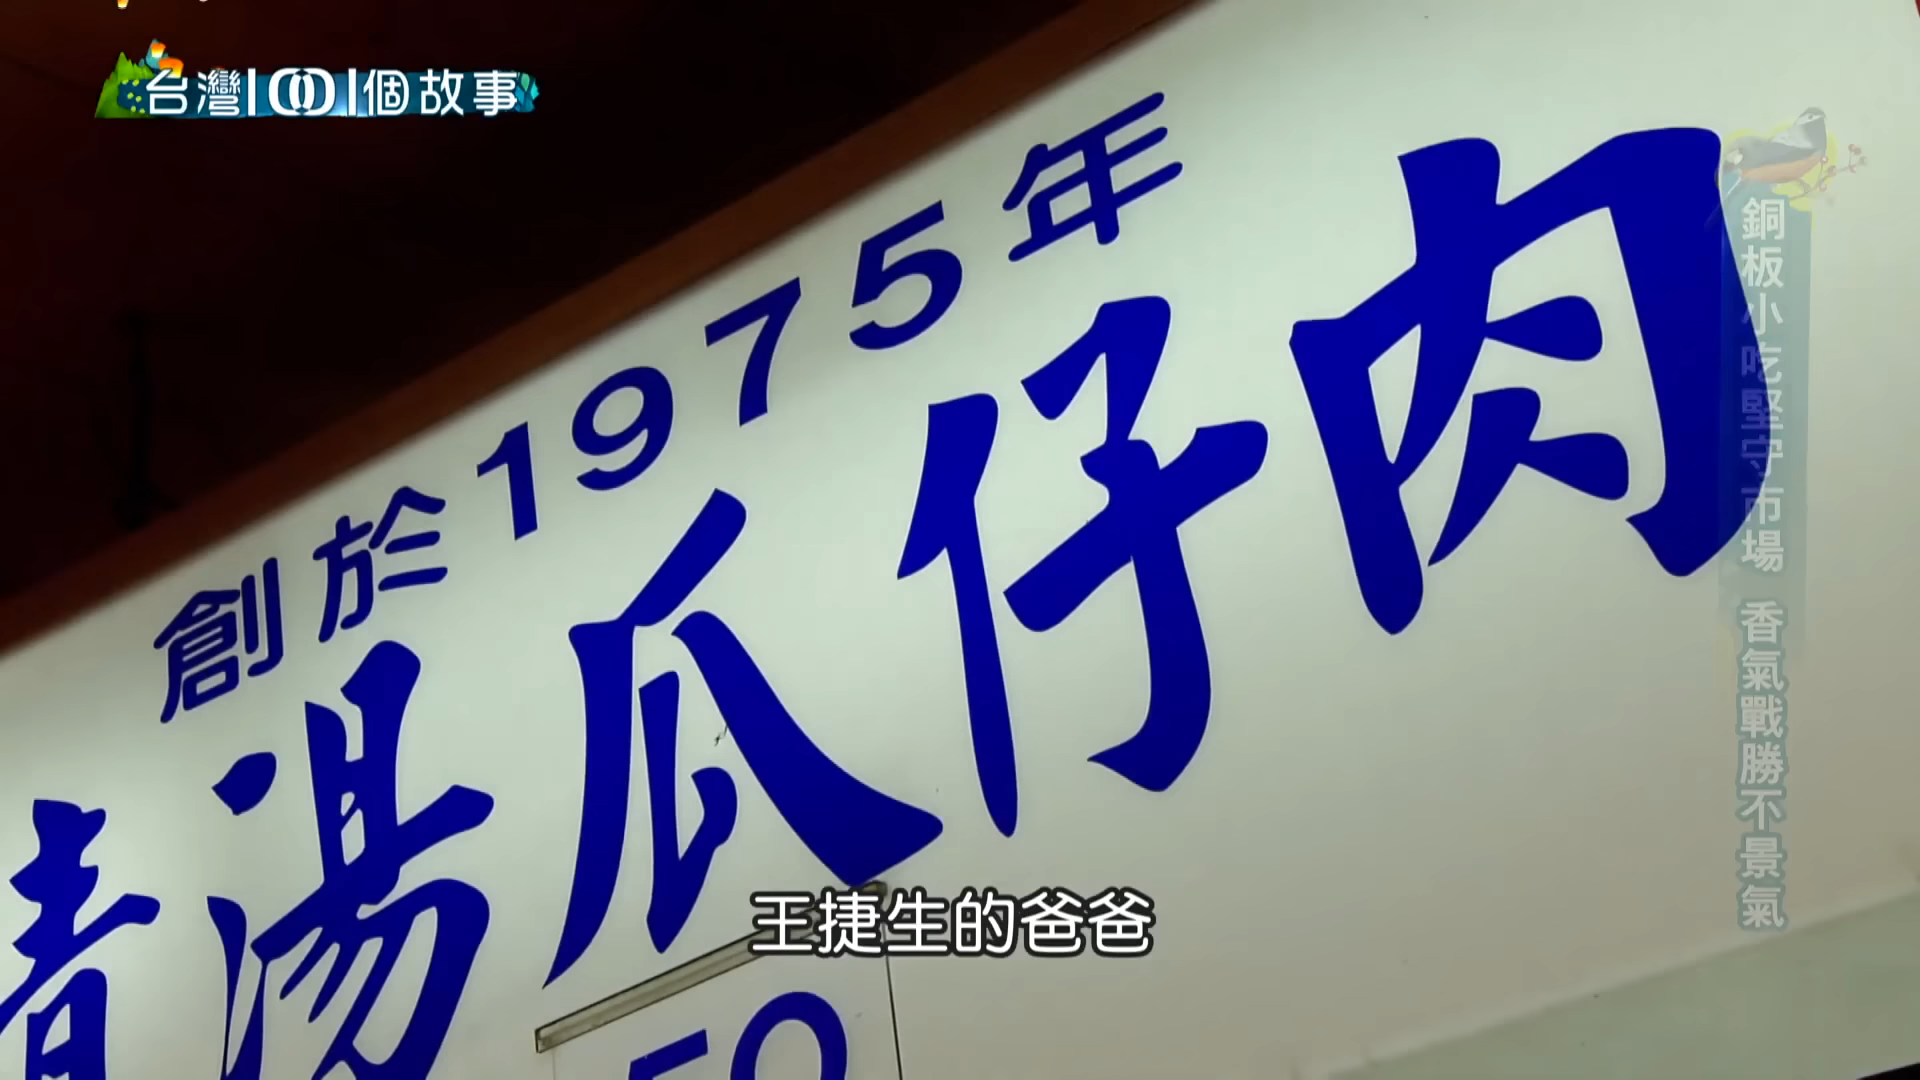 台灣1001個故事
創於1975年
清湯瓜仔肉
50
王捷生的爸爸
銅板小吃堅守市場 香氣戰勝不景氣